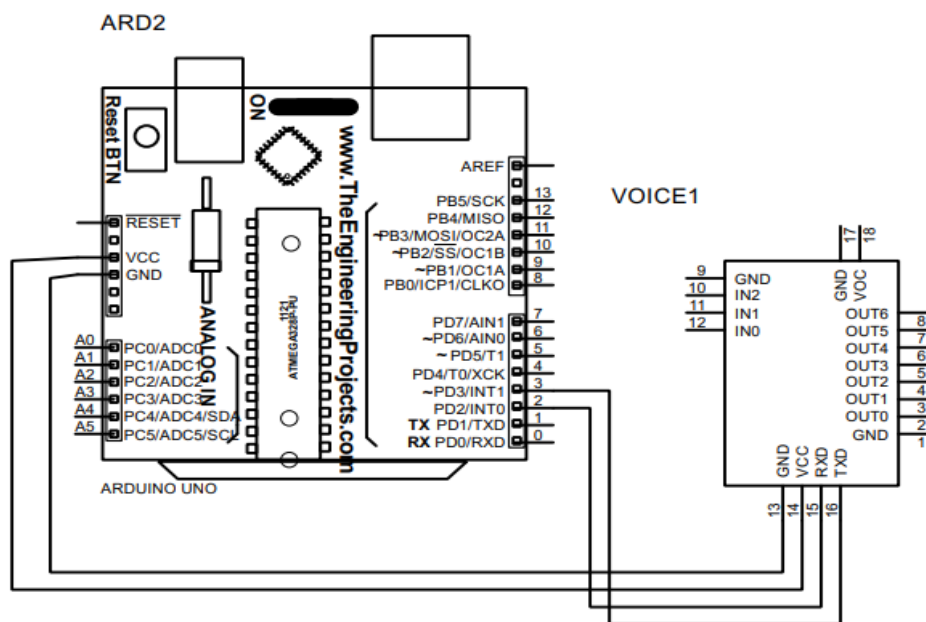 ARD2
Reset BTN
ON
www.TheEngineeringProjects.com
RESET
VCC
GND
ANALOG IN
A0 PC0/ADC0
A1 PC1/ADC1
A2 PC2/ADC2
A3 PC3/ADC3
A4 PC4/ADC4/SDA
A5 PC5/ADC5/SCL
ATMEGA328P-PU
1121
AREF
PB5/SCK 13
PB4/MISO 12
~PB3/MOSI/OC2A 11
~PB2/SS/OC1B 10
~PB1/OC1A 9
PB0/ICP1/CLKO 8
PD7/AIN1 7
~PD6/AIN0 6
~PD5/T1 5
PD4/T0/XCK 4
~PD3/INT1 3
PD2/INT0 2
TX PD1/TXD 1
RX PD0/RXD 0
ARDUINO UNO
VOICE1
17 GND
18 VCC
9 GND
10 IN2
11 IN1
12 IN0
OUT6 8
OUT5 7
OUT4 6
OUT3 5
OUT2 4
OUT1 3
OUT0 2
GND 1
GND 13
VCC 14
RXD 15
TXD 16